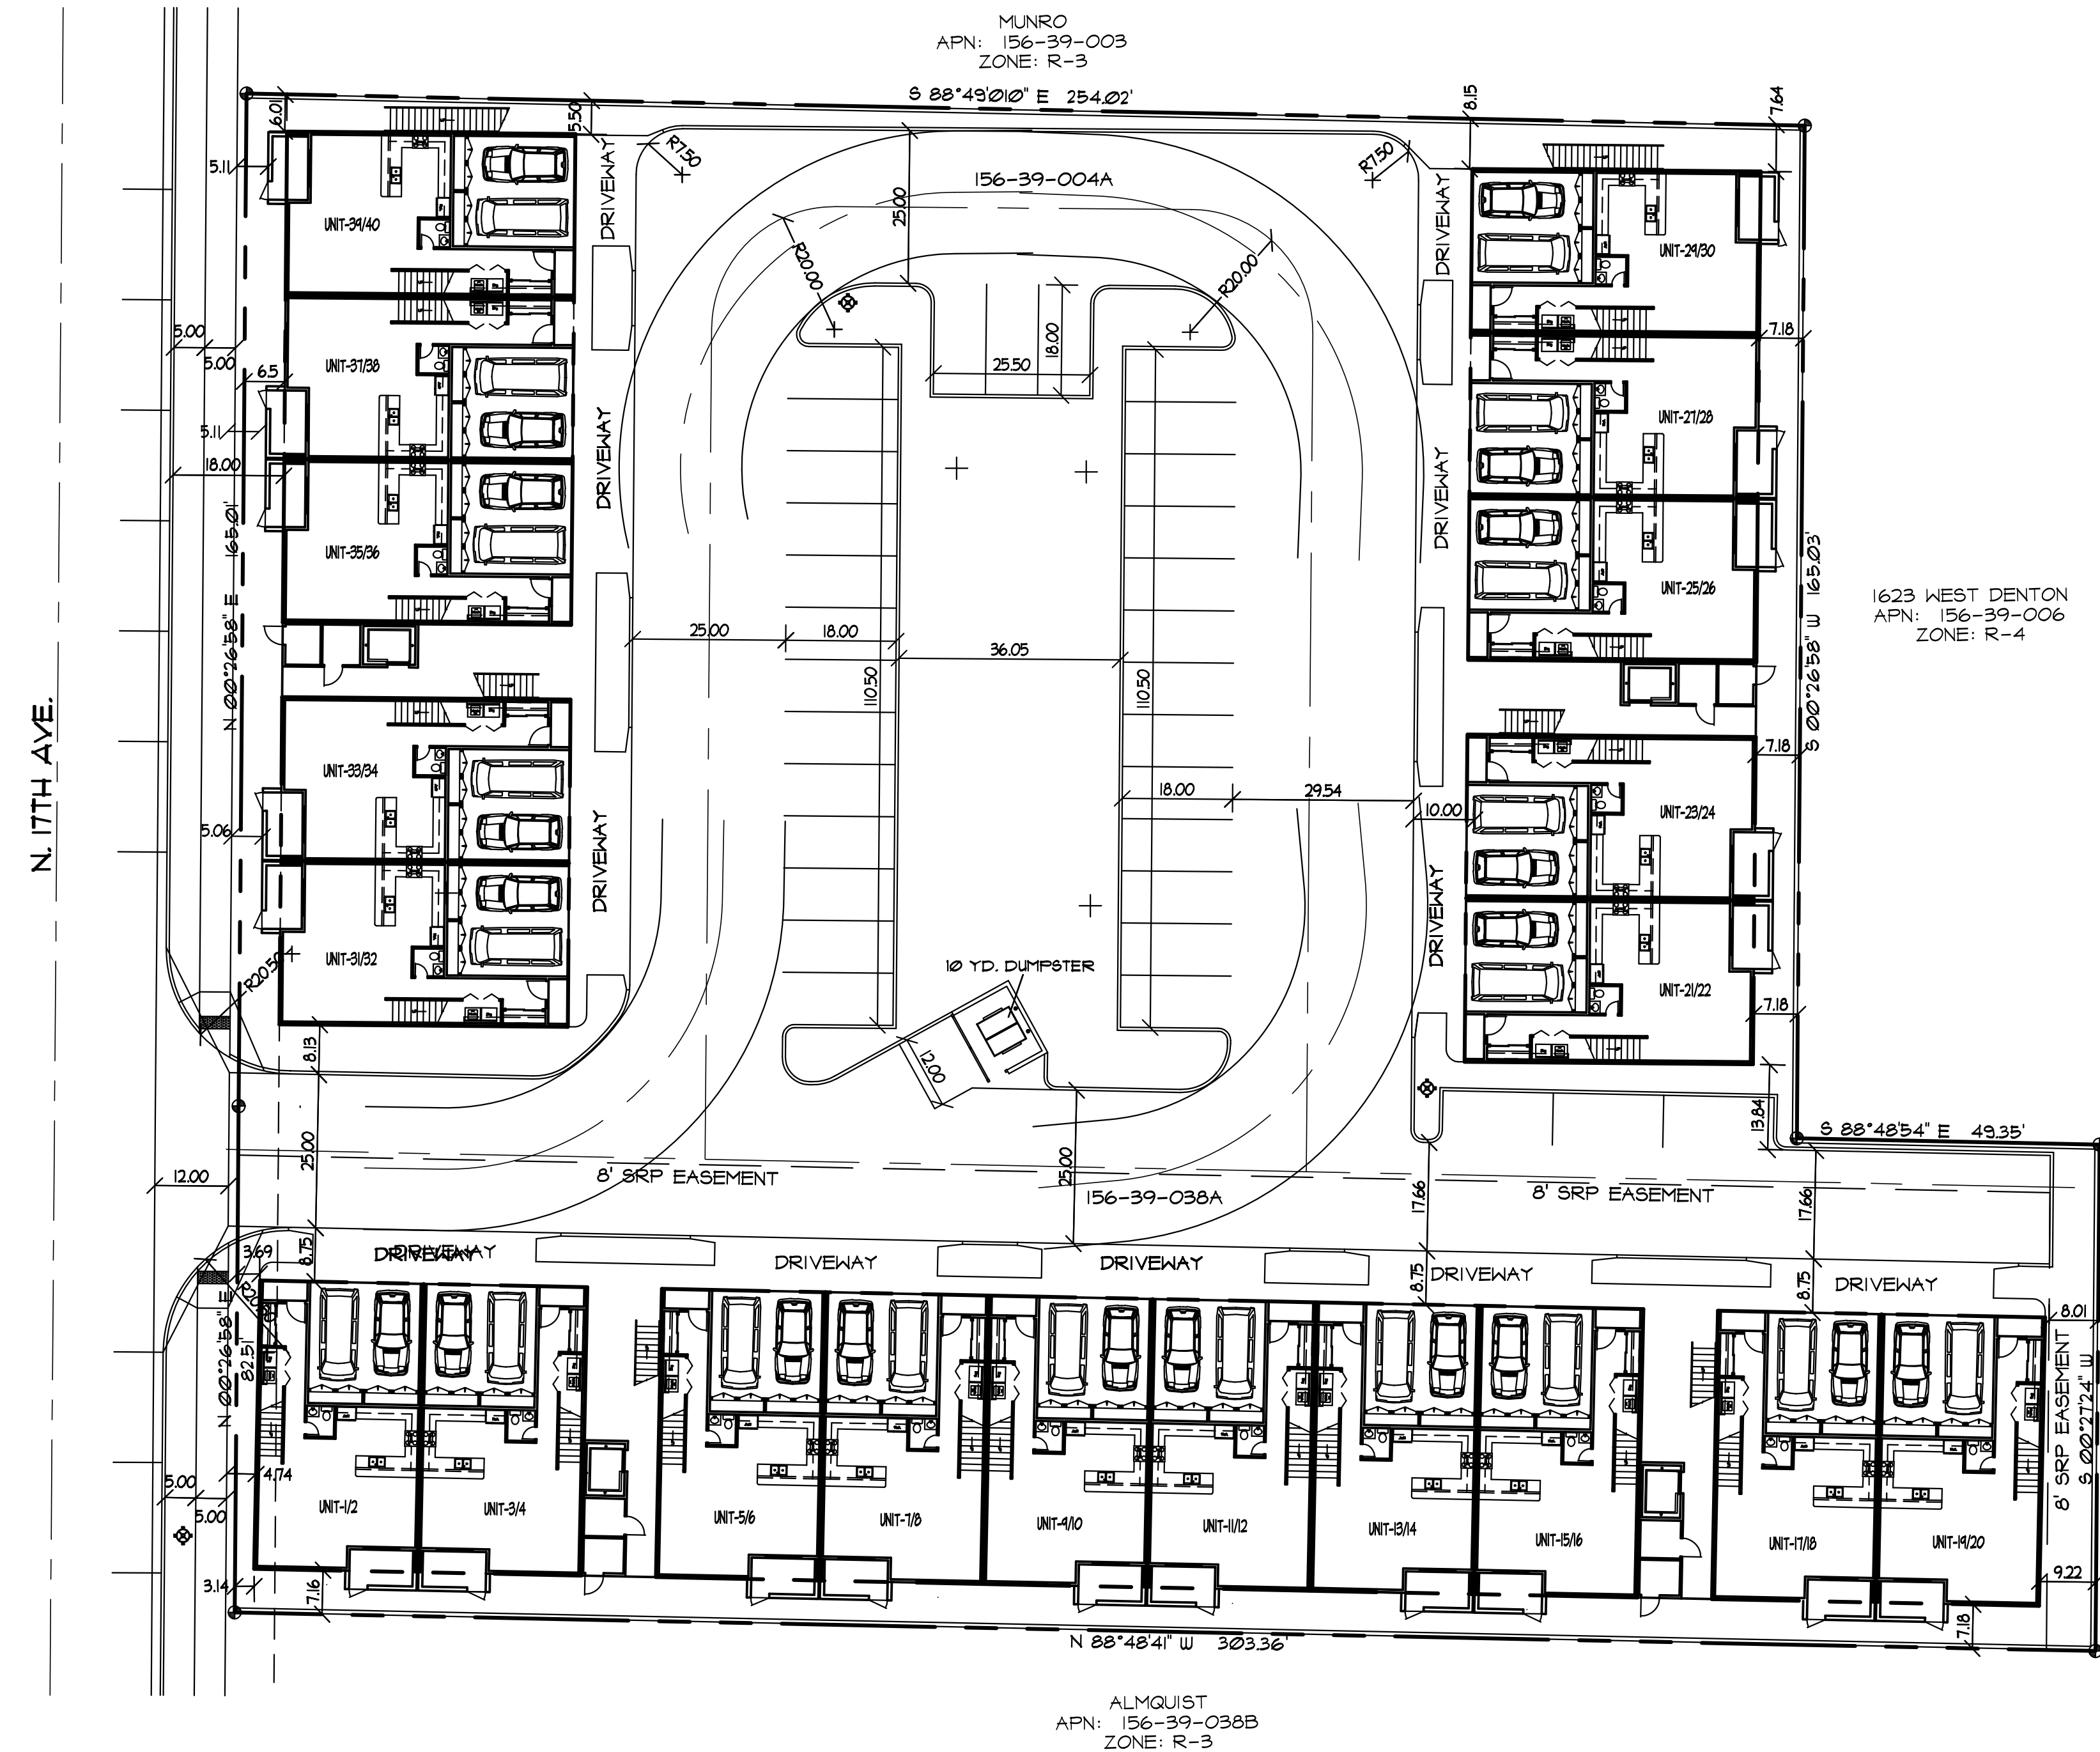 MUNRO
APN: 156-39-003
ZONE: R-3
S 88°49'010" E 254.02'
6.01
5.50
8.15
7.64
R7.50
R7.50
5.11
DRIVEWAY
156-39-004A
25.00
DRIVEWAY
UNIT-39/40
R20.00
R20.00
UNIT-29/30
5.00
5.00
18.00
7.18
UNIT-37/38
6.5
25.50
5.11
DRIVEWAY
UNIT-27/28
18.00
DRIVEWAY
N 00°26'58" E 165.01'
UNIT-35/36
UNIT-25/26
S 00°26'58" W 165.03'
1623 WEST DENTON
APN: 156-39-006
ZONE: R-4
25.00
18.00
36.05
110.50
110.50
N. 17TH AVE.
7.18
UNIT-33/34
18.00
29.54
10.00
UNIT-23/24
5.06
DRIVEWAY
DRIVEWAY
UNIT-31/32
R20.50
10 YD. DUMPSTER
UNIT-21/22
7.18
8.13
12.00
13.84
S 88°48'54" E 49.35'
25.00
25.00
12.00
8' SRP EASEMENT
156-39-038A
17.66
8' SRP EASEMENT
17.66
3.69
8.75
DRIVEWAY
DRIVEWAY
DRIVEWAY
DRIVEWAY
DRIVEWAY
8.75
DRIVEWAY
8.75
8.01
N 00°26'58" E
82.51'
8' SRP EASEMENT
S 00°27'24" W
4.74
5.00
5.00
UNIT-1/2
UNIT-3/4
UNIT-5/6
UNIT-7/8
UNIT-9/10
UNIT-11/12
UNIT-13/14
UNIT-15/16
UNIT-17/18
UNIT-19/20
3.14
7.16
9.22
7.18
N 88°48'41" W 303.36'
ALMQUIST
APN: 156-39-038B
ZONE: R-3